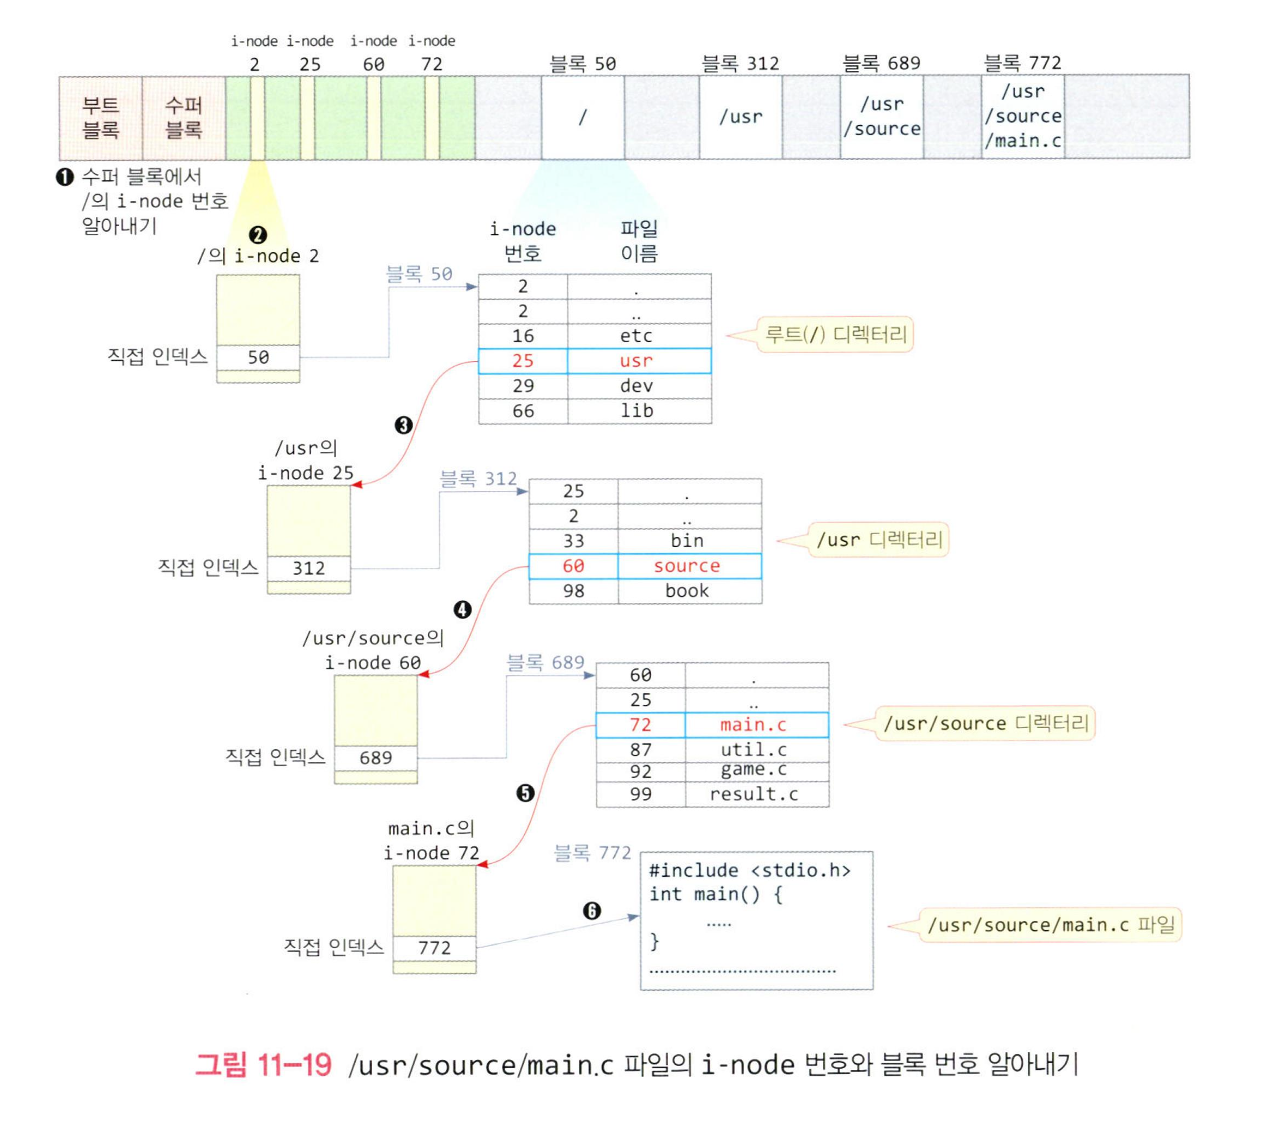 i-node i-node i-node i-node
2 25 60 72 블록 50 블록 312 블록 689 블록 772
부트
블록
수퍼
블록
/
/usr
/usr
/source
/usr
/source
/main.c
❶ 수퍼 블록에서
/의 i-node 번호
알아내기
❷
/의 i-node 2
직접 인덱스 50
블록 50
i-node
번호
파일
이름
2 .
2 ..
16 etc
25 usr
29 dev
66 lib
루트(/) 디렉터리
❸
/usr의
i-node 25
직접 인덱스 312
블록 312
25 .
2 ..
33 bin
60 source
98 book
/usr 디렉터리
❹
/usr/source의
i-node 60
직접 인덱스 689
블록 689
60 .
25 ..
72 main.c
87 util.c
92 game.c
99 result.c
/usr/source 디렉터리
❺
main.c의
i-node 72
직접 인덱스 772
❻
블록 772
#include <stdio.h>
int main() {
.....
}
....................................
/usr/source/main.c 파일
그림 11-19 /usr/source/main.c 파일의 i-node 번호와 블록 번호 알아내기